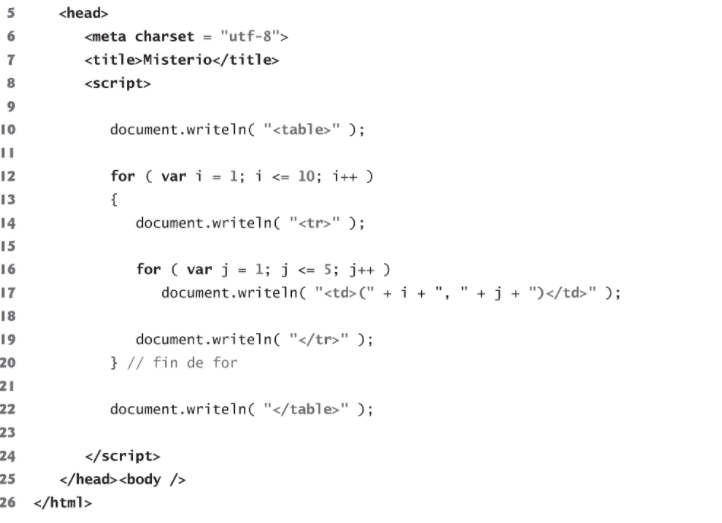 5 <head>
6 <meta charset = "utf-8">
7 <title>Misterio</title>
8 <script>
9
10 document.writeln( "<table>" );
11
12 for ( var i = 1; i <= 10; i++ )
13 {
14 document.writeln( "<tr>" );
15
16 for ( var j = 1; j <= 5; j++ )
17 document.writeln( "<td>(" + i + ", " + j + ")</td>" );
18
19 document.writeln( "</tr>" );
20 } // fin de for
21
22 document.writeln( "</table>" );
23
24 </script>
25 </head><body />
26 </html>